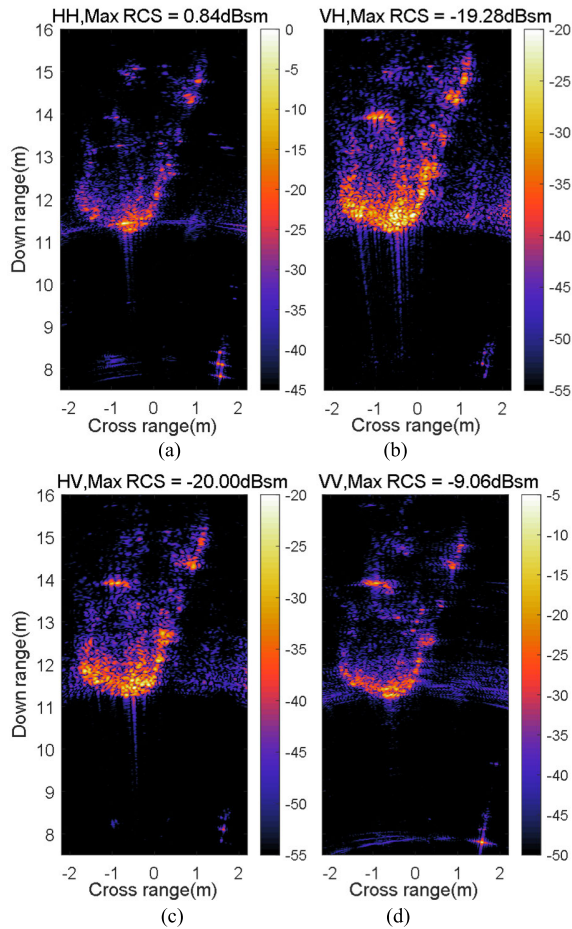 HH,Max RCS = 0.84dBsm VH,Max RCS = -19.28dBsm
16 15 14 13 12 11 10 9 8
Down range(m)
0 -5 -10 -15 -20 -25 -30 -35 -40 -45
-20 -25 -30 -35 -40 -45 -50 -55
-2 -1 0 1 2 -2 -1 0 1 2
Cross range(m) Cross range(m)
(a) (b)
HV,Max RCS = -20.00dBsm VV,Max RCS = -9.06dBsm
16 15 14 13 12 11 10 9 8
Down range(m)
-20 -25 -30 -35 -40 -45 -50 -55
-5 -10 -15 -20 -25 -30 -35 -40 -45 -50
-2 -1 0 1 2 -2 -1 0 1 2
Cross range(m) Cross range(m)
(c) (d)